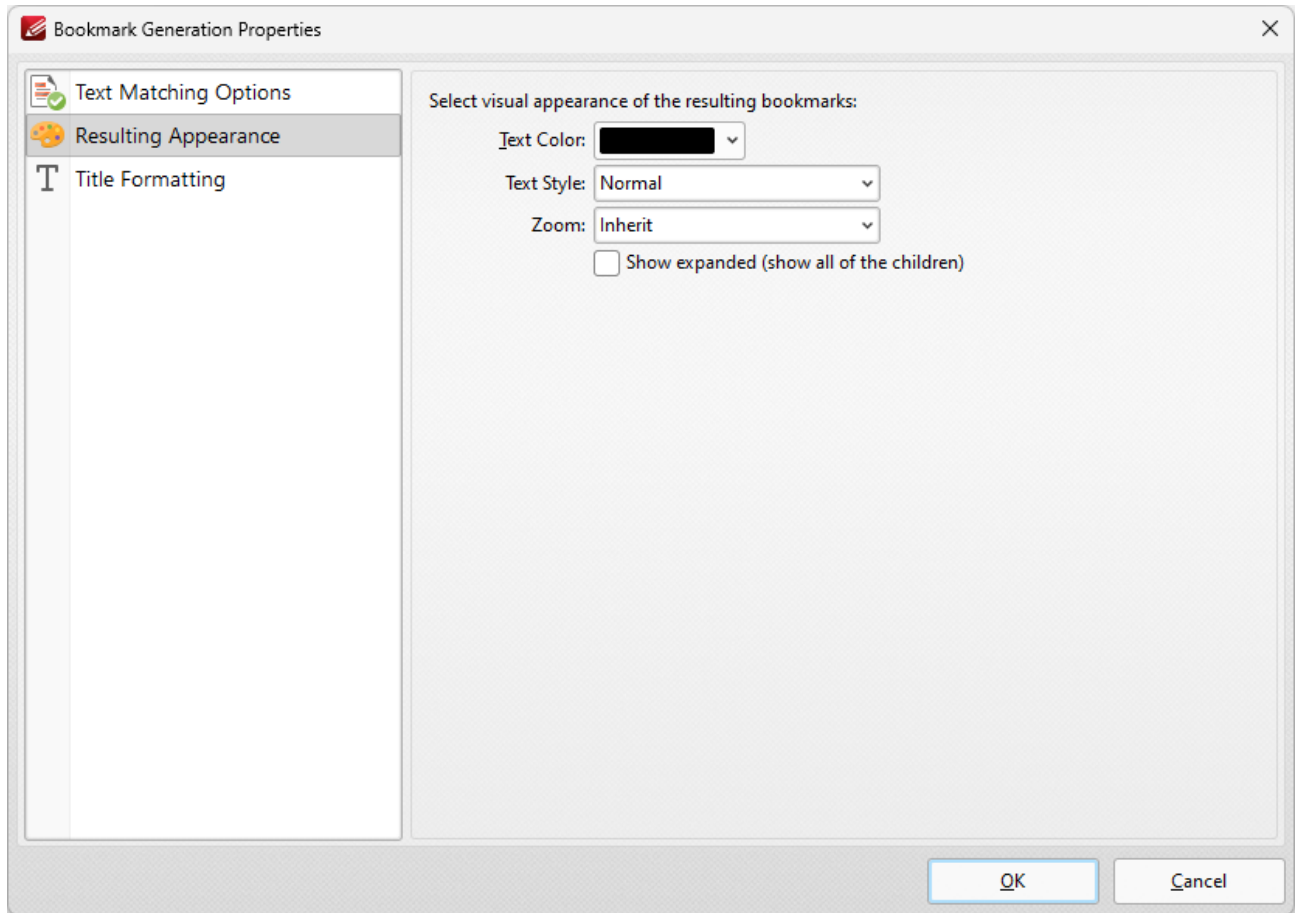 Bookmark Generation Properties
Text Matching Options
Resulting Appearance
Title Formatting
Select visual appearance of the resulting bookmarks:
Text Color:
Text Style: Normal
Zoom: Inherit
Show expanded (show all of the children)
OK Cancel